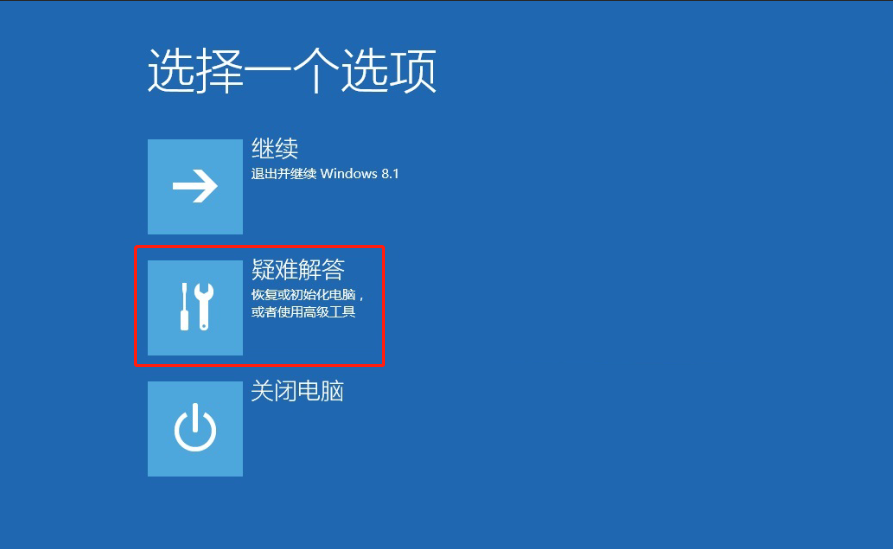 选择一个选项
继续
退出并继续 Windows 8.1
疑难解答
恢复或初始化电脑，
或者使用高级工具
关闭电脑